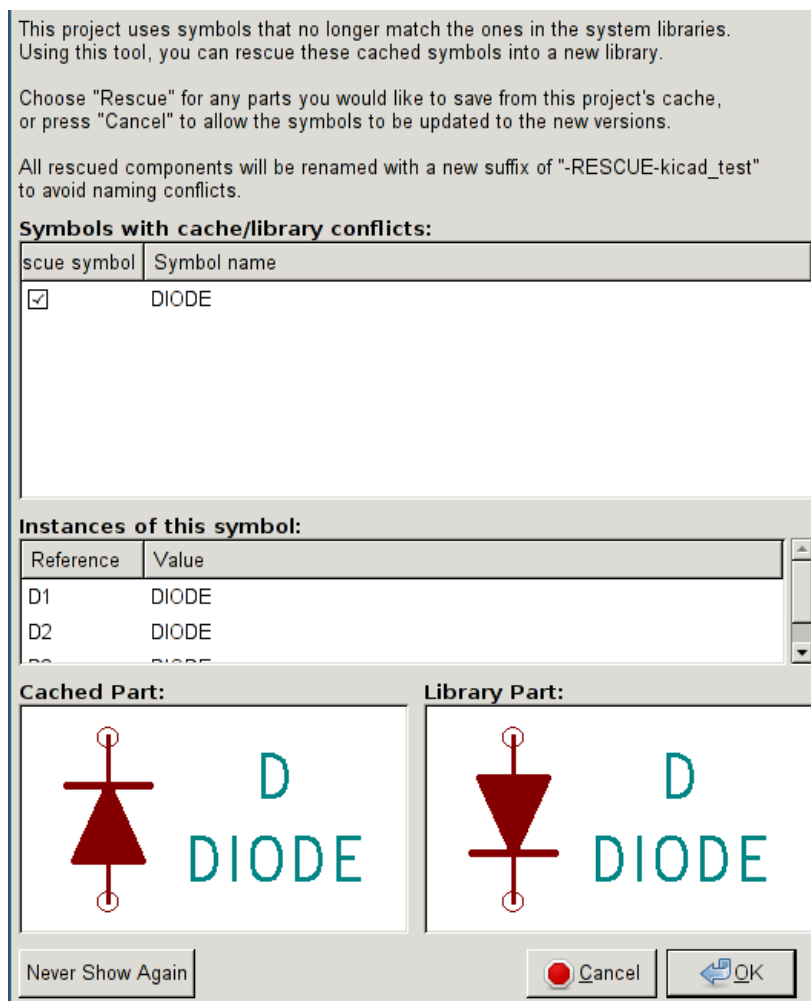 This project uses symbols that no longer match the ones in the system libraries.
Using this tool, you can rescue these cached symbols into a new library.
Choose "Rescue" for any parts you would like to save from this project's cache,
or press "Cancel" to allow the symbols to be updated to the new versions.
All rescued components will be renamed with a new suffix of "-RESCUE-kicad_test"
to avoid naming conflicts.
Symbols with cache/library conflicts:
scue symbol Symbol name
DIODE
Instances of this symbol:
Reference Value
D1 DIODE
D2 DIODE
Cached Part: Library Part:
D D
DIODE DIODE
Never Show Again Cancel OK